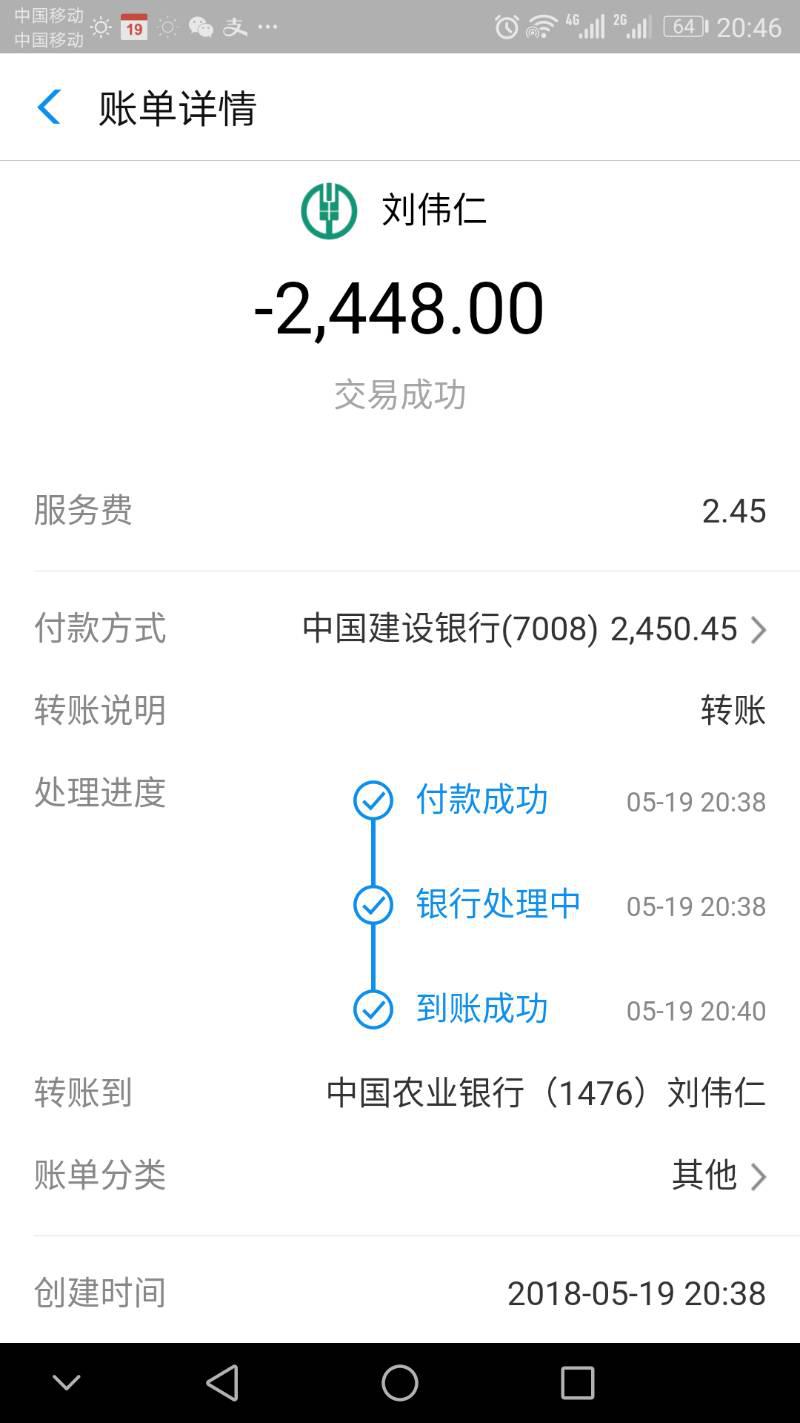 中国移动
中国移动
19
支
4G
2G
64
20:46
账单详情
刘伟仁
-2,448.00
交易成功
服务费 2.45
付款方式 中国建设银行(7008) 2,450.45
转账说明 转账
处理进度 付款成功 05-19 20:38
银行处理中 05-19 20:38
到账成功 05-19 20:40
转账到 中国农业银行（1476）刘伟仁
账单分类 其他
创建时间 2018-05-19 20:38